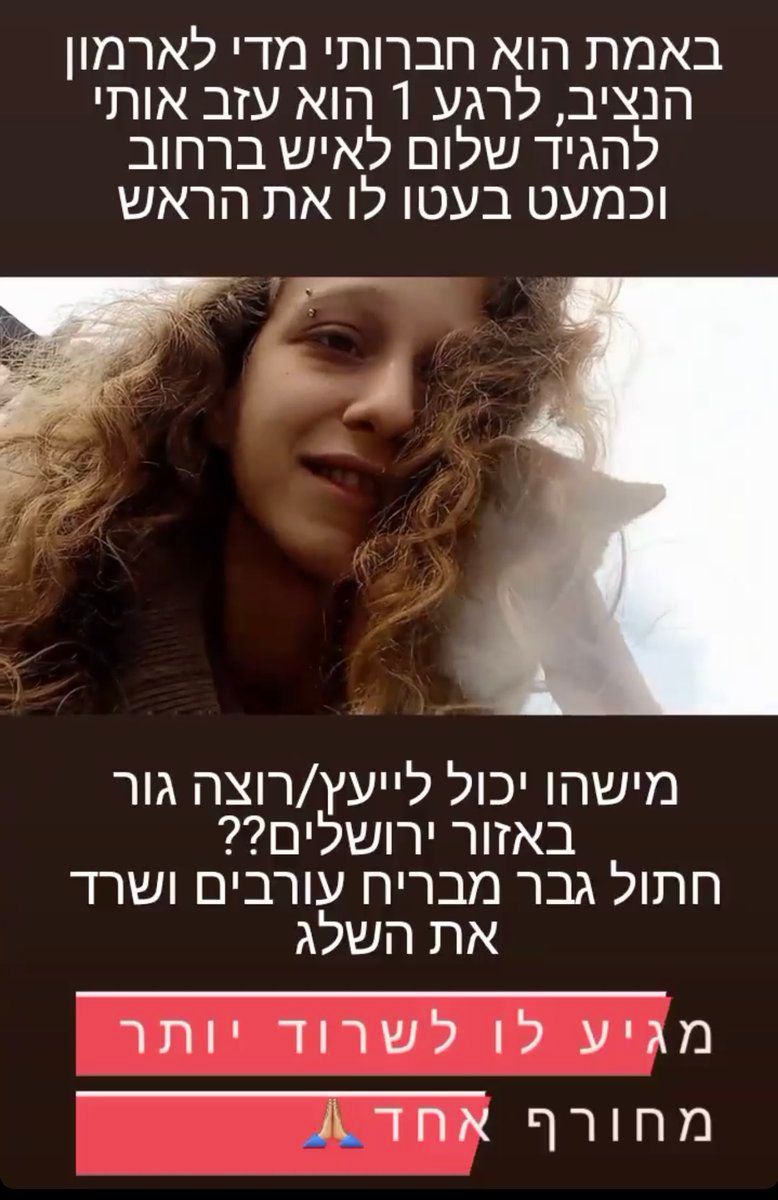 באמת הוא חברותי מדי לארמון
הנציב, לרגע 1 הוא עזב אותי
להגיד שלום לאיש ברחוב
וכמעט בעטו לו את הראש
מישהו יכול לייעץ/רוצה גור
באזור ירושלים??
חתול גבר מבריח עורבים ושרד
את השלג
מגיע לו לשרוד יותר
מחורף אחד🙏🏼